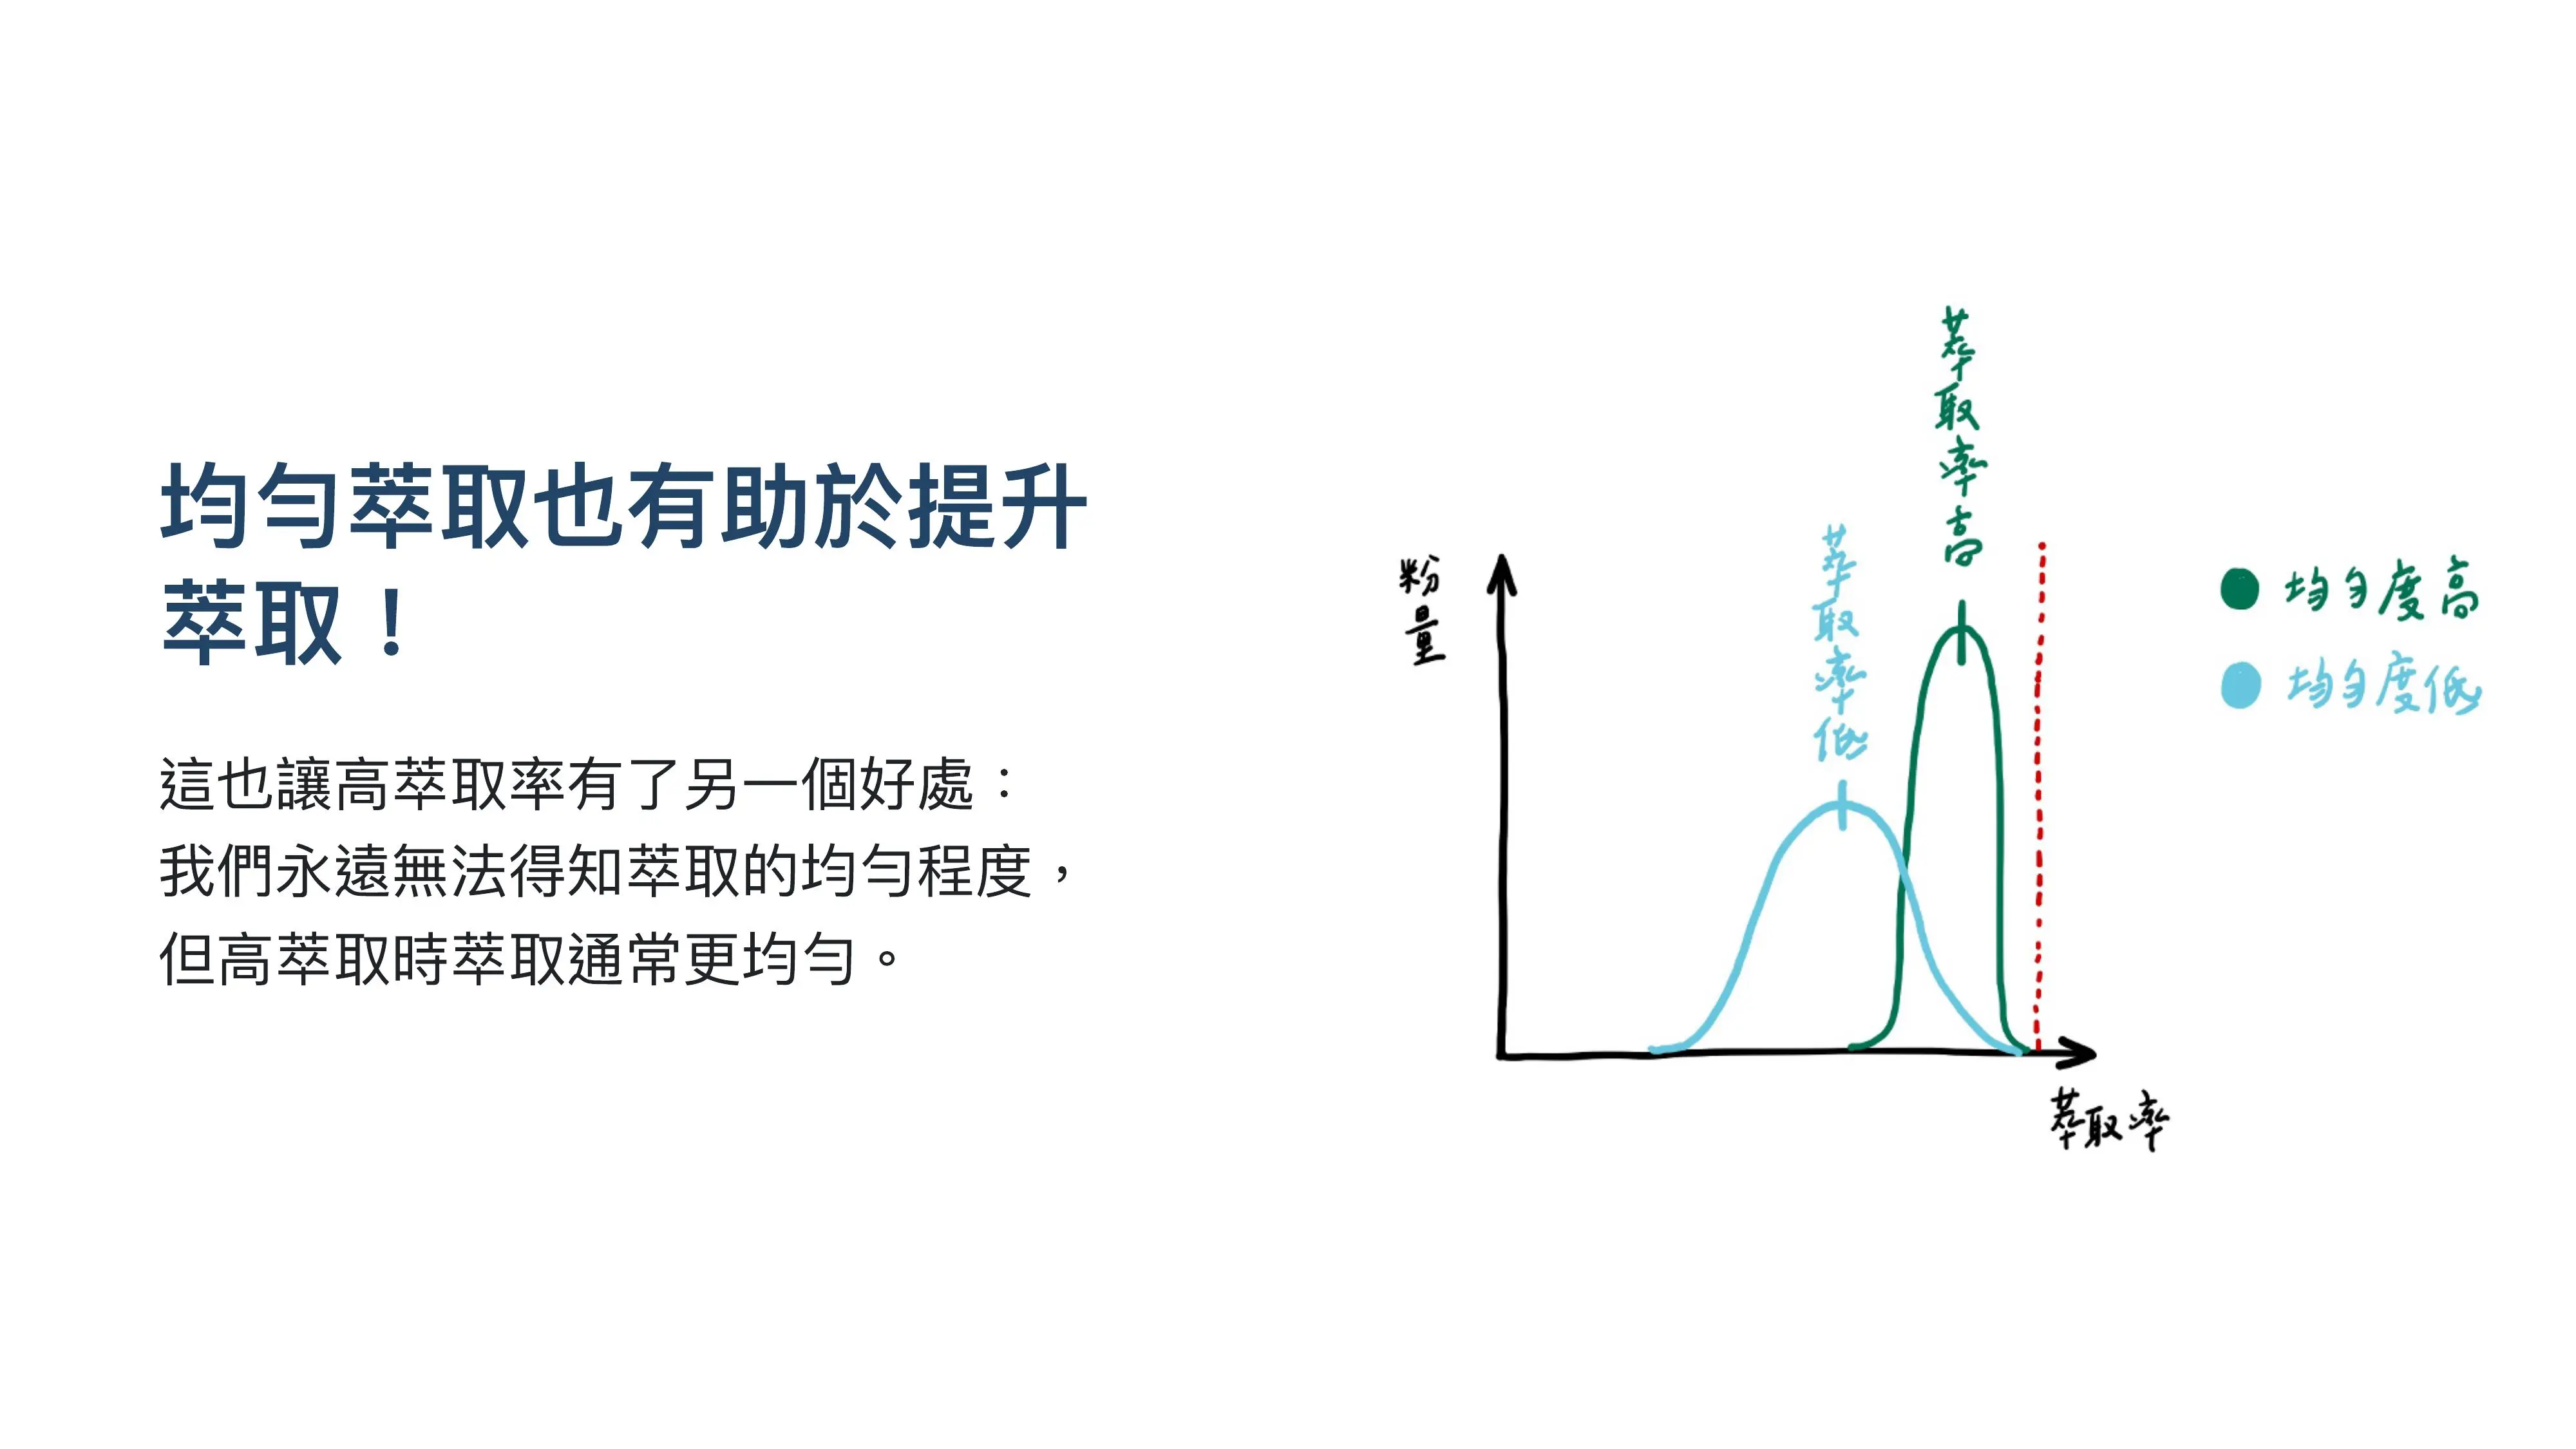 均勻萃取也有助於提升
萃取！
這也讓高萃取率有了另一個好處：
我們永遠無法得知萃取的均勻程度，
但高萃取時萃取通常更均勻。
萃取率高
萃取率低
粉量
均勻度高
均勻度低
萃取率